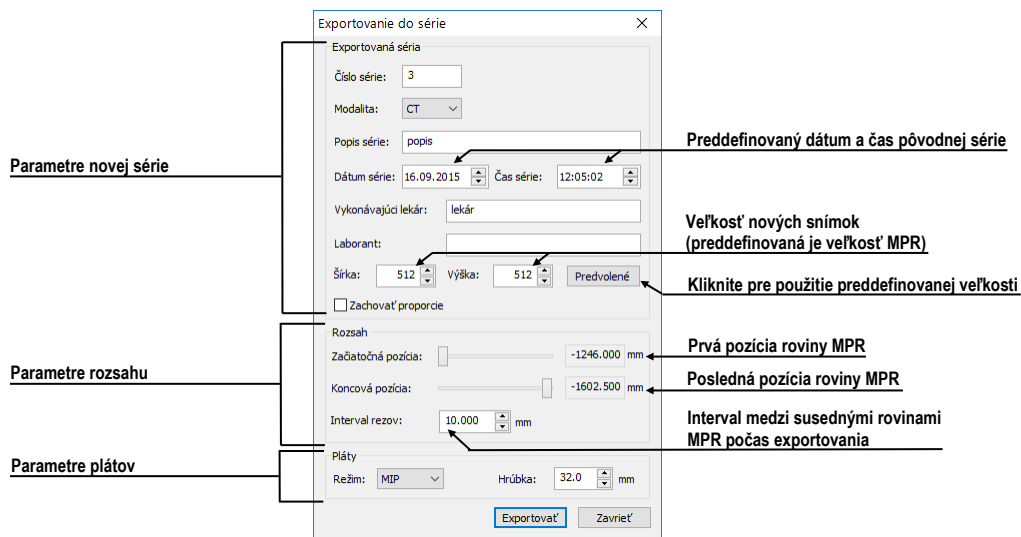 Exportovanie do série
Exportovaná séria
Číslo série: 3
Modalita: CT
Popis série: popis
Dátum série: 16.09.2015 Čas série: 12:05:02
Vykonávajúci lekár: lekár
Laborant:
Šírka: 512 Výška: 512 Predvolené
Zachovať proporcie
Rozsah
Začiatočná pozícia: -1246.000 mm
Koncová pozícia: -1602.500 mm
Interval rezov: 10.000 mm
Pláty
Režim: MIP Hrúbka: 32.0 mm
Exportovať Zavrieť
Parametre novej série
Parametre rozsahu
Parametre plátov
Preddefinovaný dátum a čas pôvodnej série
Veľkosť nových snímok
(preddefinovaná je veľkosť MPR)
Kliknite pre použitie preddefinovanej veľkosti
Prvá pozícia roviny MPR
Posledná pozícia roviny MPR
Interval medzi susednými rovinami
MPR počas exportovania